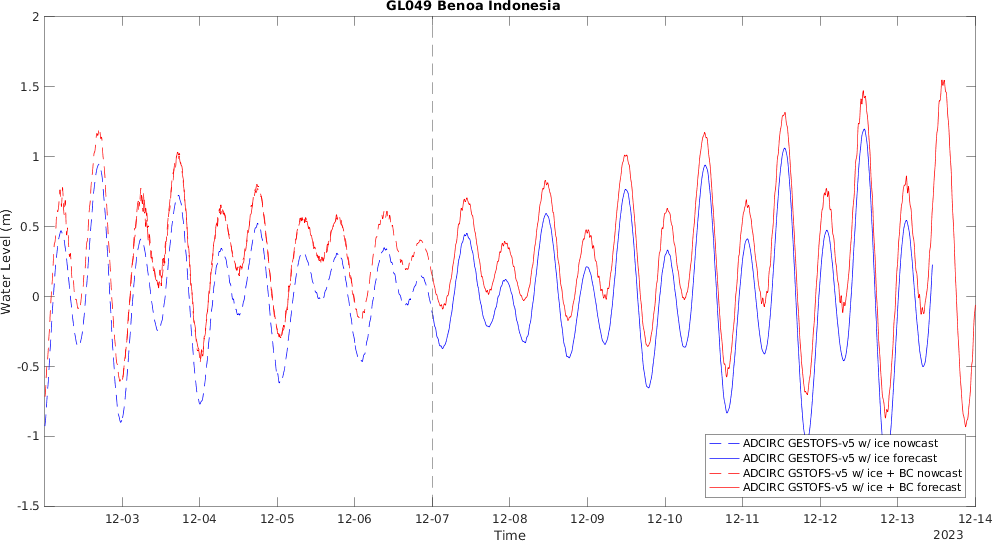 GL049 Benoa Indonesia
2
1.5
1
0.5
0
-0.5
-1
-1.5
Water Level (m)
ADCIRC GESTOFS-v5 w/ ice nowcast
ADCIRC GESTOFS-v5 w/ ice forecast
ADCIRC GSTOFS-v5 w/ ice + BC nowcast
ADCIRC GSTOFS-v5 w/ ice + BC forecast
12-03 12-04 12-05 12-06 12-07 12-08 12-09 12-10 12-11 12-12 12-13 12-14
Time
2023